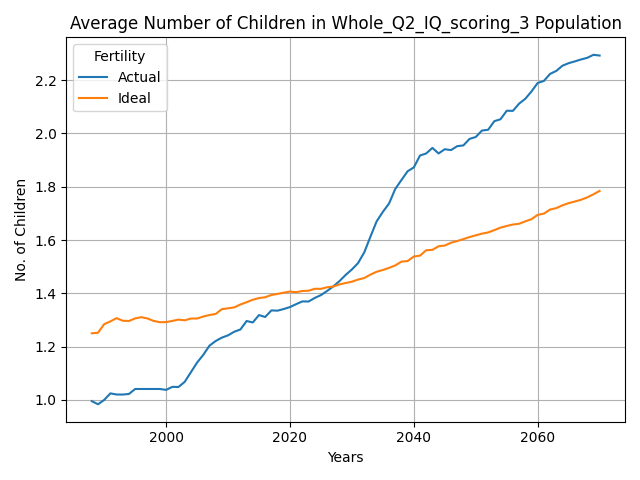 Average Number of Children in Whole_Q2_IQ_scoring_3 Population
Fertility
Actual
Ideal
No. of Children
2.2
2.0
1.8
1.6
1.4
1.2
1.0
2000 2020 2040 2060
Years